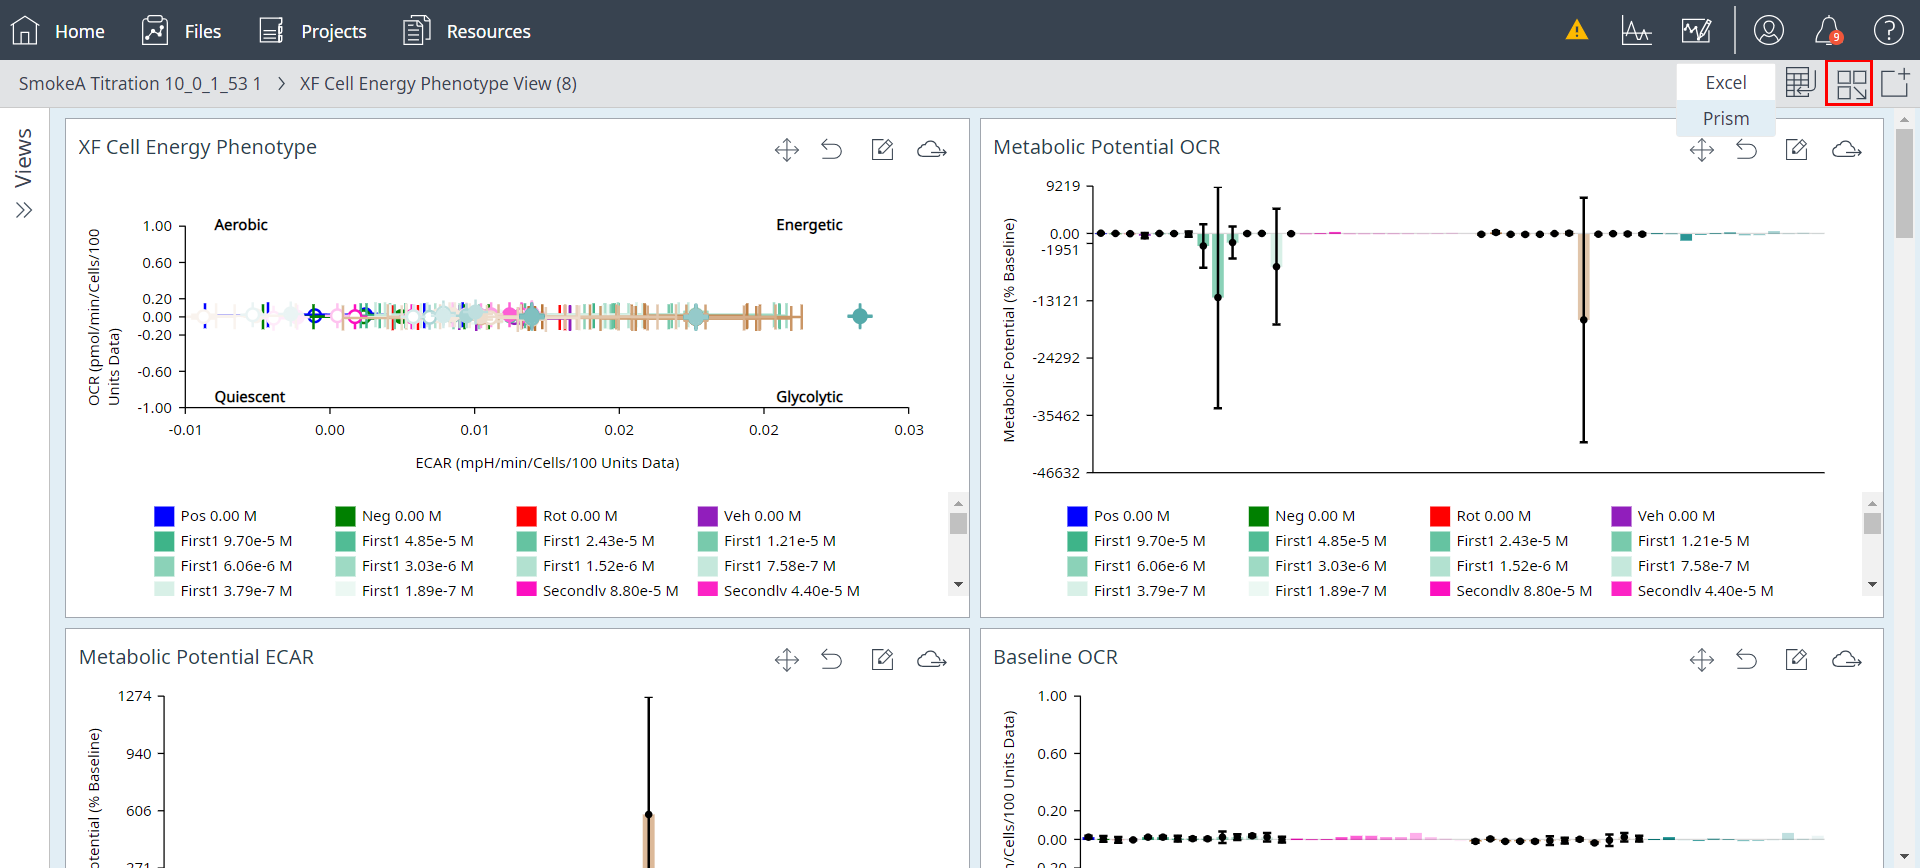 Home
Files
Projects
Resources
9
SmokeA Titration 10_0_1_53 1 > XF Cell Energy Phenotype View (8)
Excel
Prism
Views
XF Cell Energy Phenotype
OCR (pmol/min/Cells/100
Units Data)
1.00
0.60
0.20
0.00
-0.20
-0.60
-1.00
Aerobic
Energetic
Quiescent
Glycolytic
-0.01 0.00 0.01 0.02 0.02 0.03
ECAR (mpH/min/Cells/100 Units Data)
Pos 0.00 M Neg 0.00 M Rot 0.00 M Veh 0.00 M
First1 9.70e-5 M First1 4.85e-5 M First1 2.43e-5 M First1 1.21e-5 M
First1 6.06e-6 M First1 3.03e-6 M First1 1.52e-6 M First1 7.58e-7 M
First1 3.79e-7 M First1 1.89e-7 M Secondly 8.80e-5 M Secondly 4.40e-5 M
Metabolic Potential OCR
Metabolic Potential (% Baseline)
9219
0.00
-1951
-13121
-24292
-35462
-46632
Pos 0.00 M Neg 0.00 M Rot 0.00 M Veh 0.00 M
First1 9.70e-5 M First1 4.85e-5 M First1 2.43e-5 M First1 1.21e-5 M
First1 6.06e-6 M First1 3.03e-6 M First1 1.52e-6 M First1 7.58e-7 M
First1 3.79e-7 M First1 1.89e-7 M Secondly 8.80e-5 M Secondly 4.40e-5 M
Metabolic Potential ECAR
otential (% Baseline)
1274
940
606
271
Baseline OCR
n/Cells/100 Units Data)
1.00
0.60
0.20
0.00
-0.20